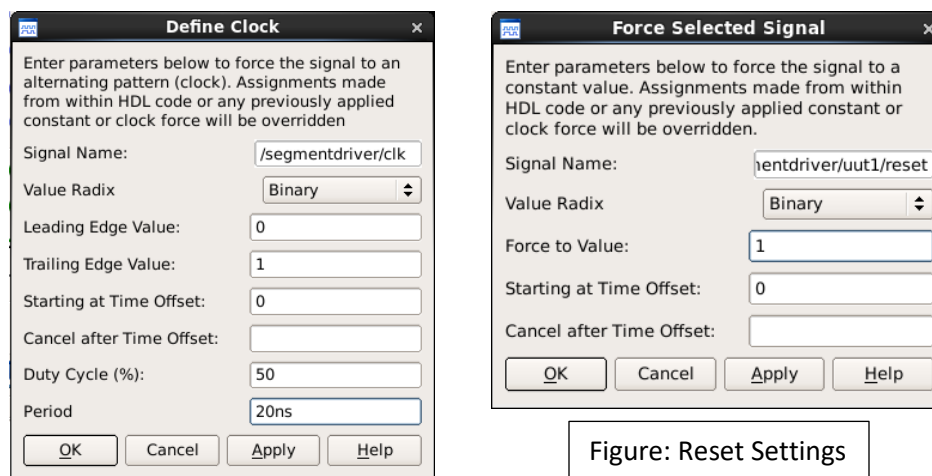 Define Clock
Enter parameters below to force the signal to an
alternating pattern (clock). Assignments made
from within HDL code or any previously applied
constant or clock force will be overridden
Signal Name: /segmentdriver/clk
Value Radix Binary
Leading Edge Value: 0
Trailing Edge Value: 1
Starting at Time Offset: 0
Cancel after Time Offset:
Duty Cycle (%): 50
Period 20ns
OK Cancel Apply Help
Force Selected Signal
Enter parameters below to force the signal to a
constant value. Assignments made from within
HDL code or any previously applied constant or
clock force will be overridden.
Signal Name: entdriver/uut1/reset
Value Radix Binary
Force to Value: 1
Starting at Time Offset: 0
Cancel after Time Offset:
OK Cancel Apply Help
Figure: Reset Settings